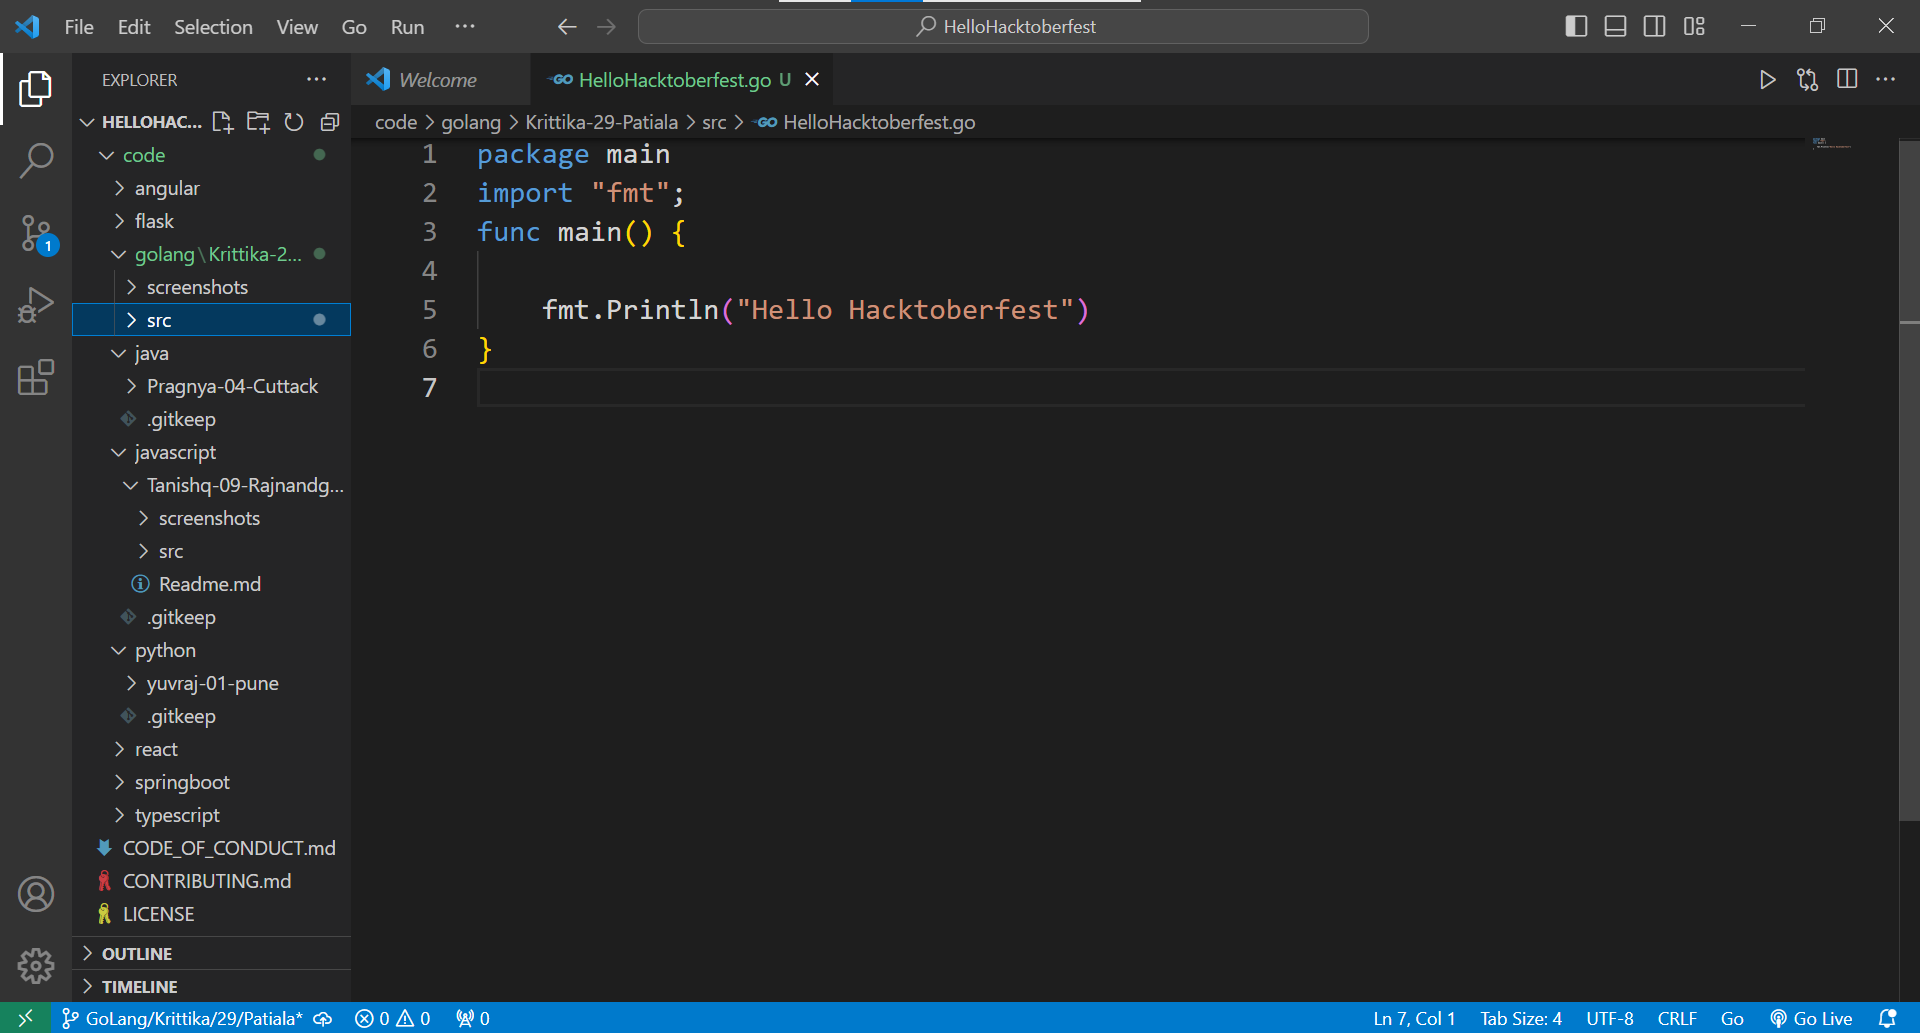 File Edit Selection View Go Run ···
HelloHacktoberfest
EXPLORER
HELLOHAC...
code
angular
flask
golang\Krittika-2...
screenshots
src
java
Pragnya-04-Cuttack
.gitkeep
javascript
Tanishq-09-Rajnandg...
screenshots
src
Readme.md
.gitkeep
python
yuvraj-01-pune
.gitkeep
react
springboot
typescript
CODE_OF_CONDUCT.md
CONTRIBUTING.md
LICENSE
OUTLINE
TIMELINE
Welcome
GO HelloHacktoberfest.go U
code > golang > Krittika-29-Patiala > src > GO HelloHacktoberfest.go
1 package main
2 import "fmt";
3 func main() {
4
5 fmt.Println("Hello Hacktoberfest")
6 }
7
1
GoLang/Krittika/29/Patiala* 0 0 0
Ln 7, Col 1 Tab Size: 4 UTF-8 CRLF Go Go Live